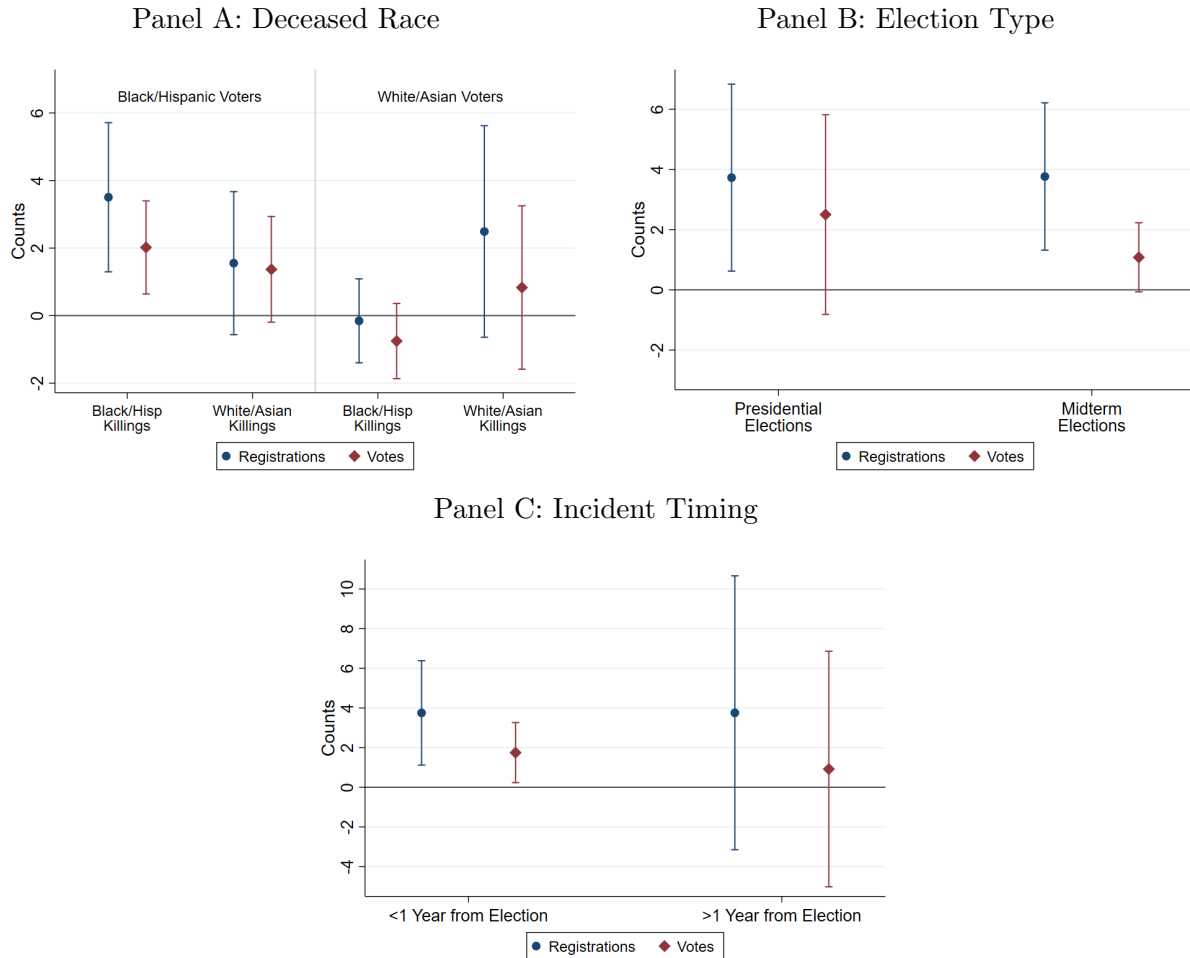 Panel A: Deceased Race
Black/Hispanic Voters White/Asian Voters
Counts
6
4
2
0
-2
Black/Hisp White/Asian Black/Hisp White/Asian
Killings Killings Killings Killings
Registrations Votes
Panel B: Election Type
Counts
6
4
2
0
-2
Presidential Midterm
Elections Elections
Registrations Votes
Panel C: Incident Timing
Counts
10
8
6
4
2
0
-2
-4
<1 Year from Election >1 Year from Election
Registrations Votes